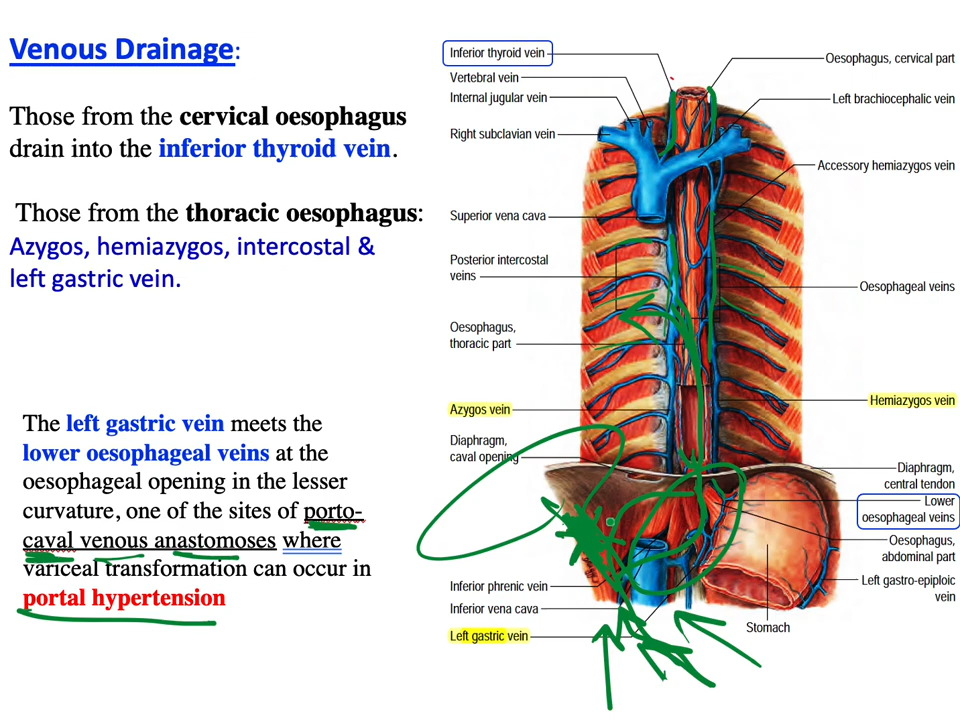 Venous Drainage:
Those from the cervical oesophagus
drain into the inferior thyroid vein.
Those from the thoracic oesophagus:
Azygos, hemiazygos, intercostal &
left gastric vein.
The left gastric vein meets the
lower oesophageal veins at the
oesophageal opening in the lesser
curvature, one of the sites of porto-
caval venous anastomoses where
variceal transformation can occur in
portal hypertension
Inferior thyroid vein
Vertebral vein
Internal jugular vein
Right subclavian vein
Superior vena cava
Posterior intercostal
veins
Oesophagus,
thoracic part
Azygos vein
Diaphragm,
caval opening
Inferior phrenic vein
Inferior vena cava
Left gastric vein
Oesophagus, cervical part
Left brachiocephalic vein
Accessory hemiazygos vein
Oesophageal veins
Hemiazygos vein
Diaphragm,
central tendon
Lower
oesophageal veins
Oesophagus,
abdominal part
Left gastro-epiploic
vein
Stomach